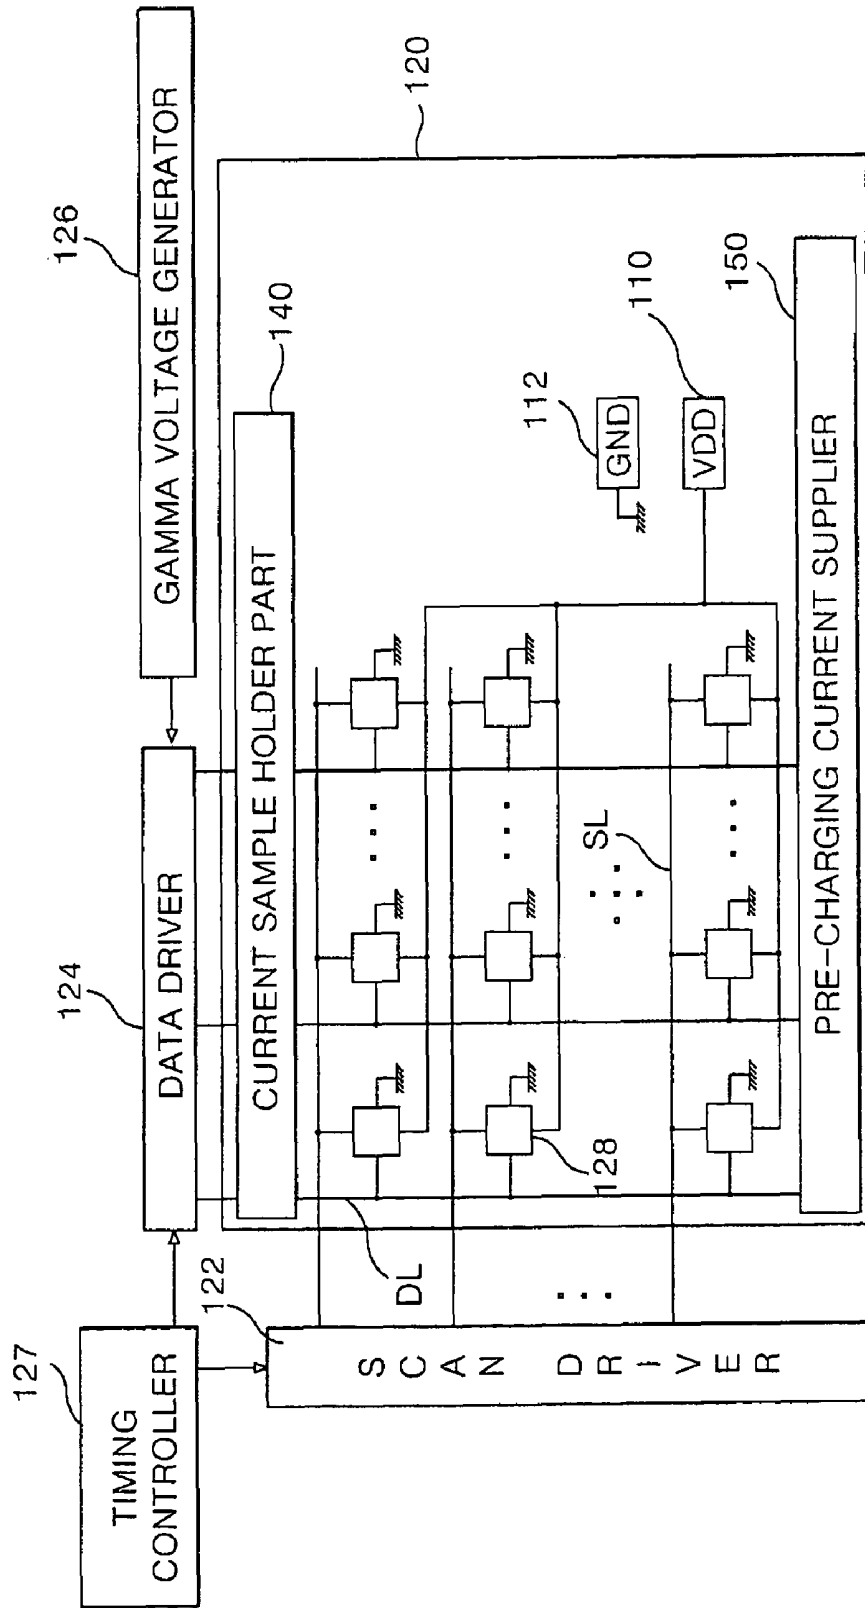 127
TIMING
CONTROLLER
124
DATA DRIVER
126
GAMMA VOLTAGE GENERATOR
122
SCAN DRIVER
DL
CURRENT SAMPLE HOLDER PART
140
120
128
SL
112
GND
110
VDD
150
PRE-CHARGING CURRENT SUPPLIER